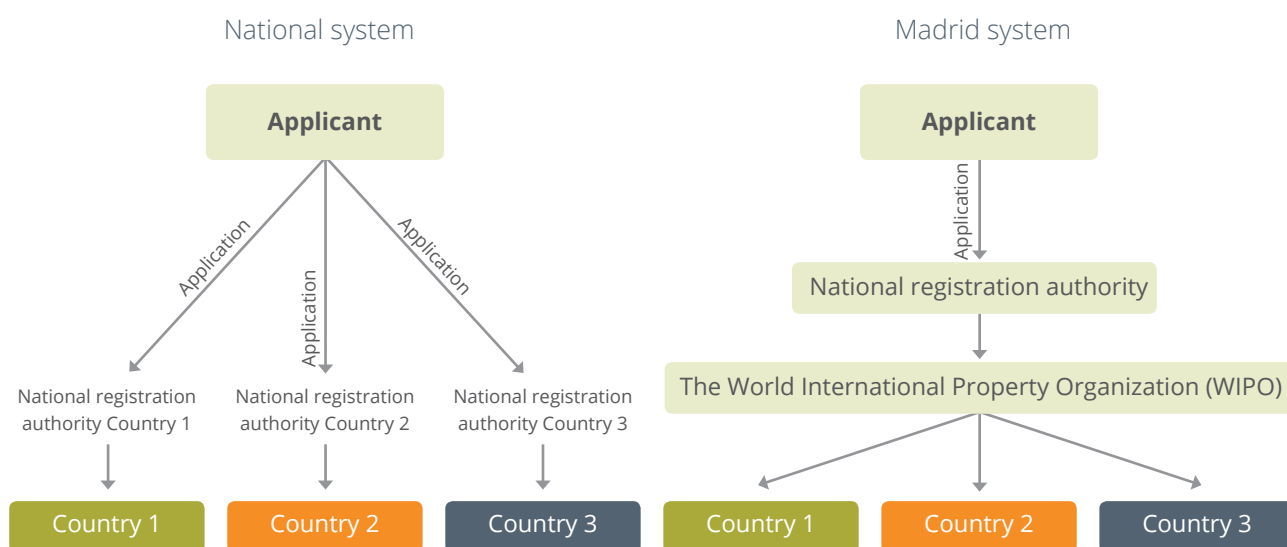 National system
Applicant
Application
Application
Application
National registration
authority Country 1
National registration
authority Country 2
National registration
authority Country 3
Country 1
Country 2
Country 3
Madrid system
Applicant
Application
National registration authority
The World International Property Organization (WIPO)
Country 1
Country 2
Country 3